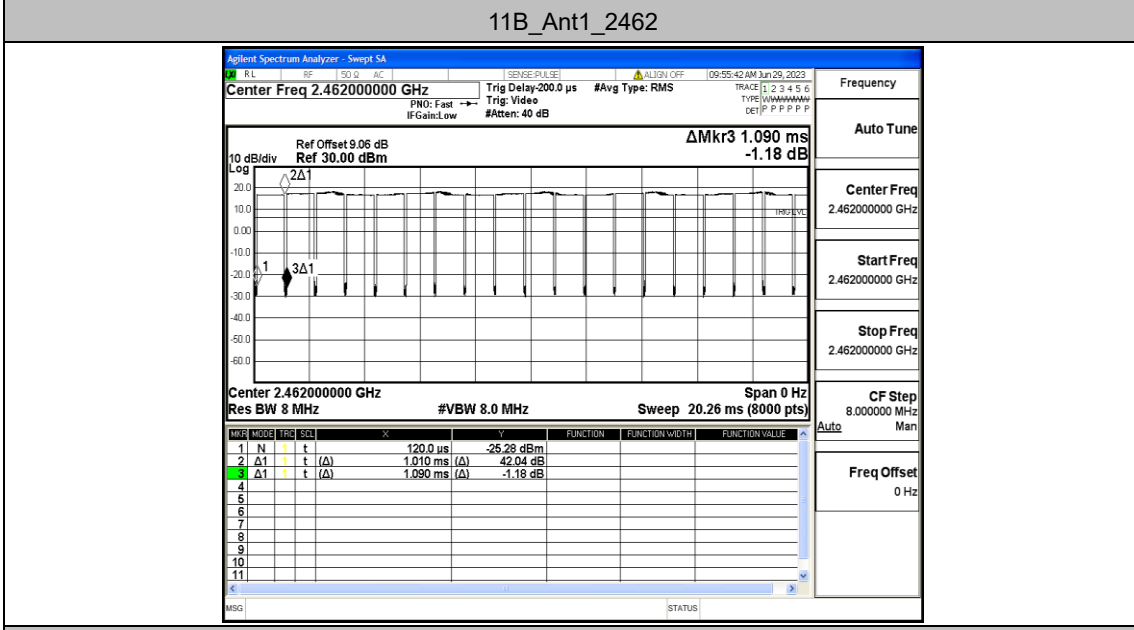 11B_Ant1_2462
Agilent Spectrum Analyzer - Swept SA
RL RF 50 Ω AC SENSE:PULSE ALIGN OFF 09:55:42 AM Jun 29, 2023
Center Freq 2.462000000 GHz
PNO: Fast
IFGain:Low
Trig Delay-200.0 µs
Trig: Video
#Atten: 40 dB
#Avg Type: RMS
TRACE 1 2 3 4 5 6
TYPE
DET P P P P P P
Frequency
ΔMkr3 1.090 ms
-1.18 dB
Ref Offset 9.06 dB
10 dB/div Ref 30.00 dBm
Log
20.0
10.0
0.00
-10.0
-20.0
-30.0
-40.0
-50.0
-60.0
2Δ1
1
3Δ1
TRIG LVL
Center 2.462000000 GHz Span 0 Hz
Res BW 8 MHz #VBW 8.0 MHz Sweep 20.26 ms (8000 pts)
MKR MODE TRC SCL X Y FUNCTION FUNCTION WIDTH FUNCTION VALUE
1 N 1 t 120.0 µs -25.28 dBm
2 Δ1 1 t (Δ) 1.010 ms (Δ) 42.04 dB
3 Δ1 1 t (Δ) 1.090 ms (Δ) -1.18 dB
4
5
6
7
8
9
10
11
MSG STATUS
Auto Tune
Center Freq
2.462000000 GHz
Start Freq
2.462000000 GHz
Stop Freq
2.462000000 GHz
CF Step
8.000000 MHz
Auto Man
Freq Offset
0 Hz